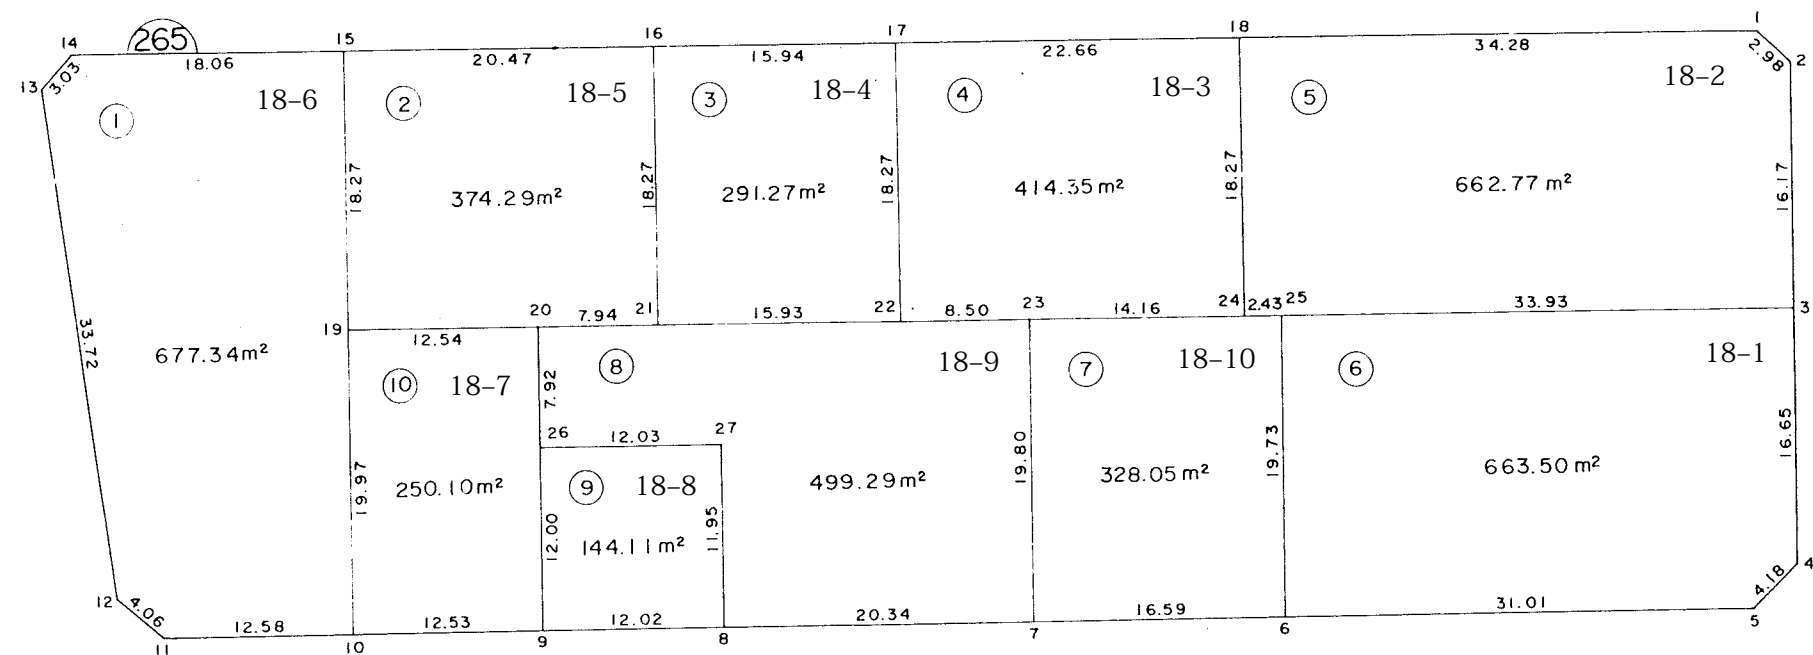 14 265 15 16 17 18 1
18.06 20.47 15.94 22.66 34.28 2.98 2
13 3.03
① 18-6 ② 18-5 ③ 18-4 ④ 18-3 ⑤ 18-2
18.27 18.27 18.27 18.27 16.17
374.29m² 291.27m² 414.35m² 662.77m²
19 20 21 22 23 24 25 3
12.54 7.94 15.93 8.50 14.16 2.43 33.93
33.72 677.34m²
⑩ 18-7 7.92 ⑧ 18-9 ⑦ 18-10 ⑥ 18-1
26 12.03 27
19.97 250.10m² ⑨ 18-8 499.29m² 19.80 328.05m² 19.73 663.50m² 16.65
12.00 144.11m² 11.95
12 4.06 4 4.18
12.58 12.53 12.02 20.34 16.59 31.01
11 10 9 8 7 6 5